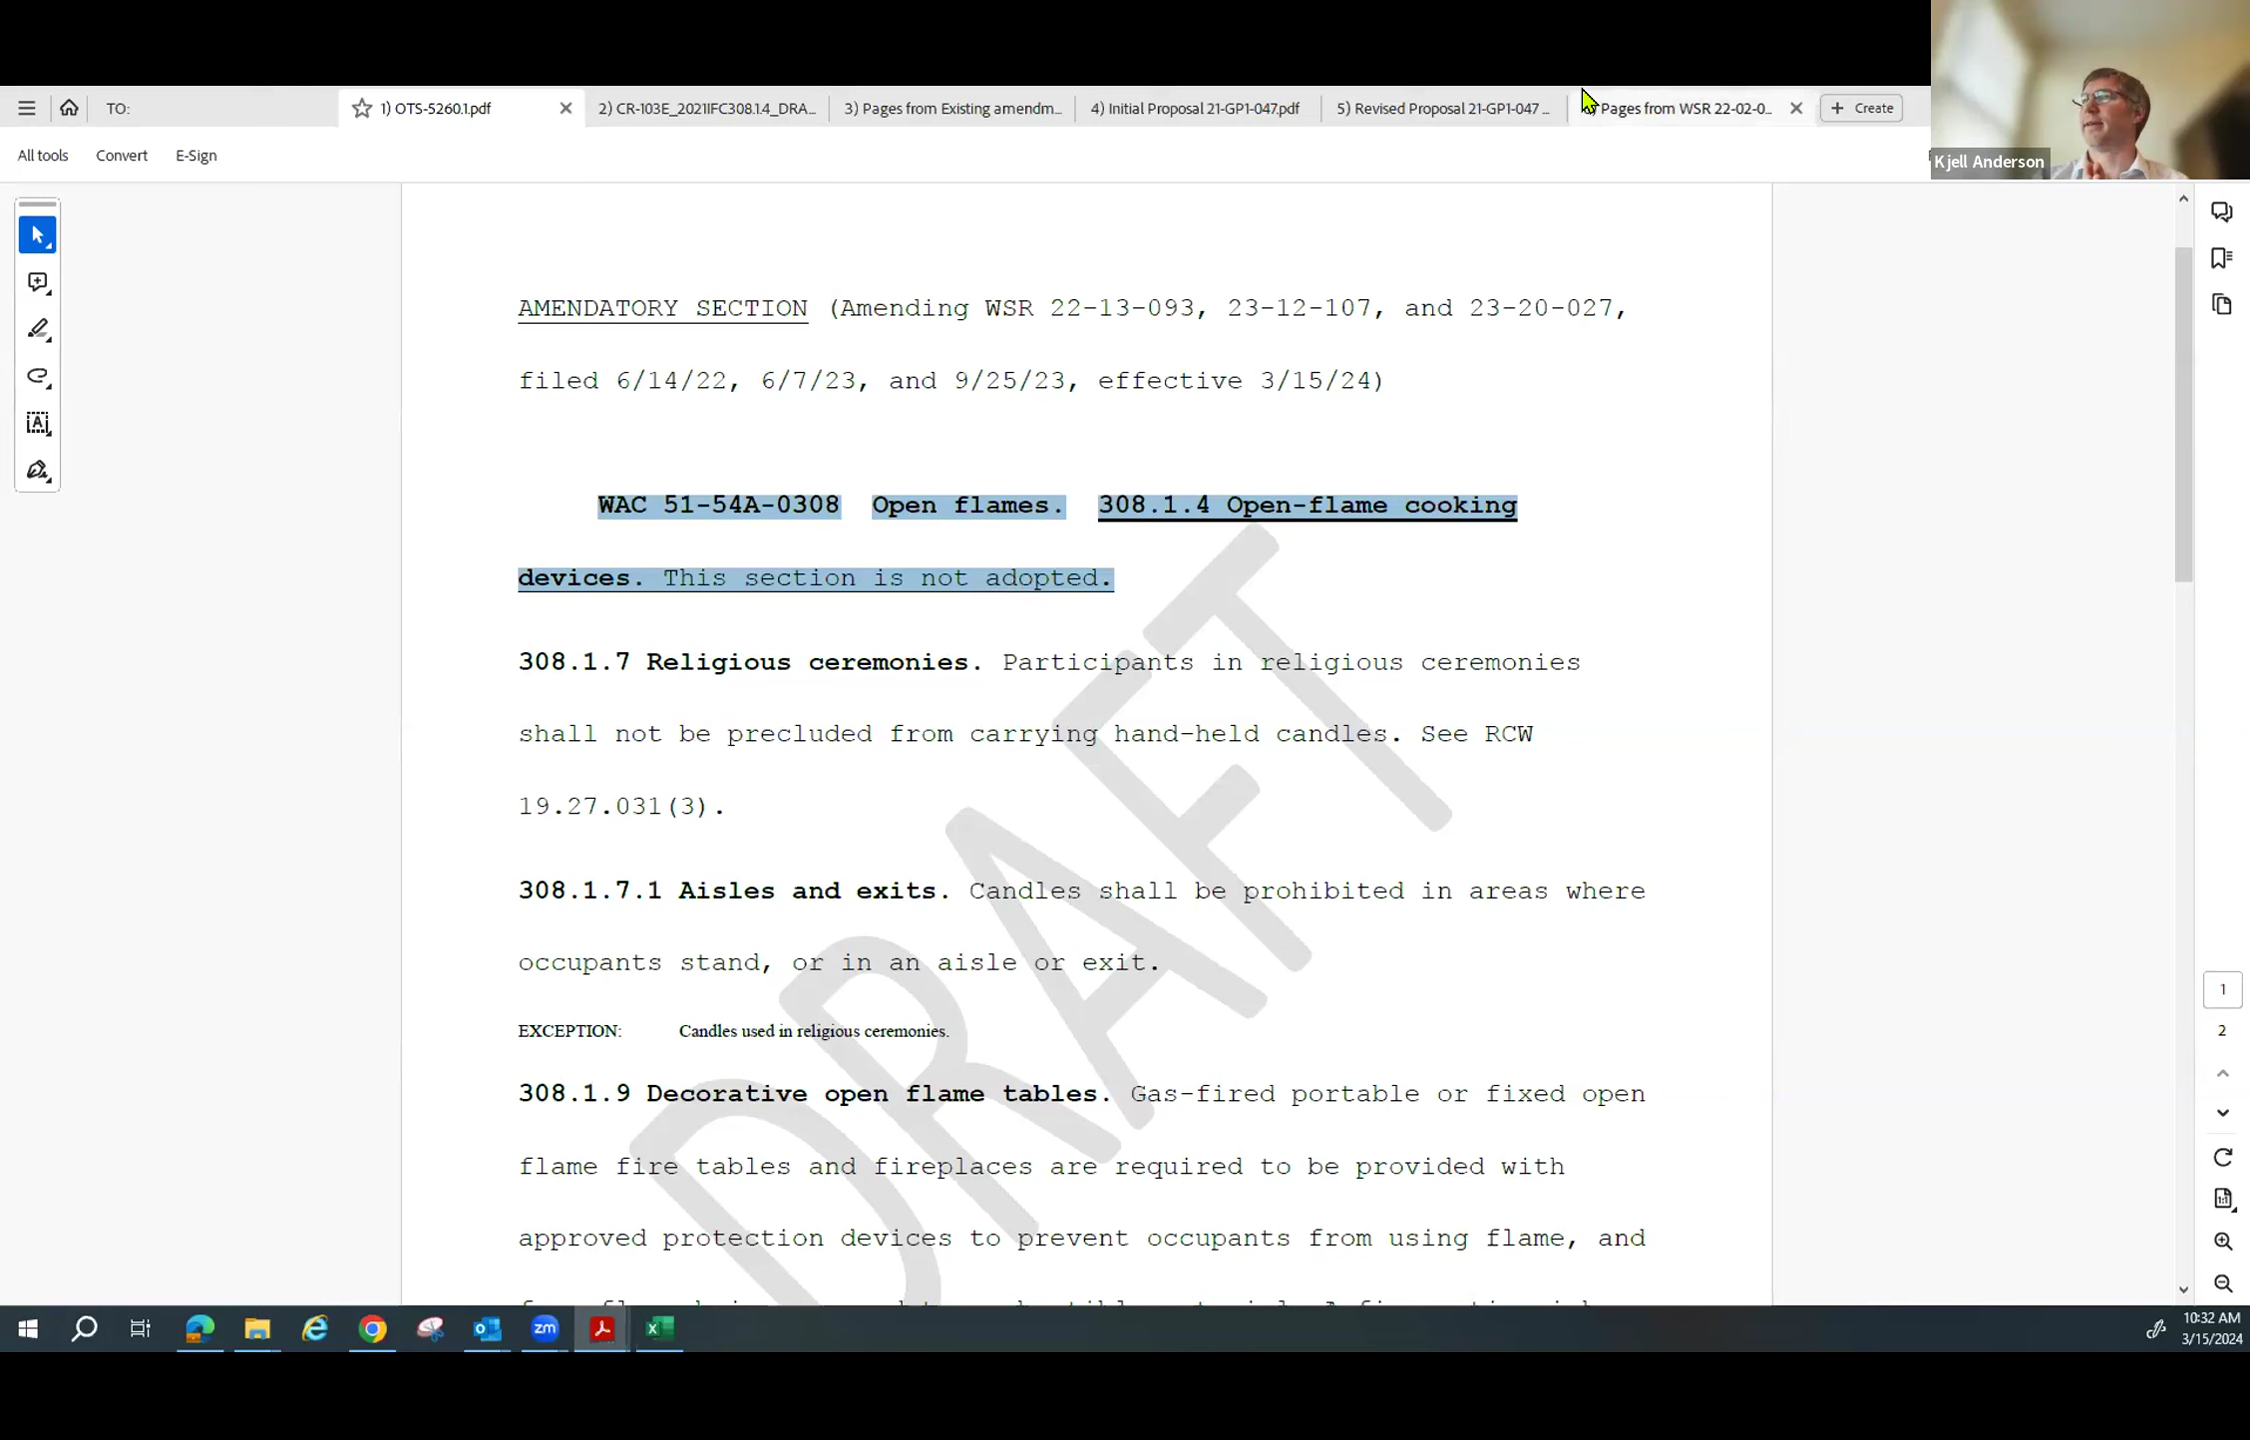 TO:
1) OTS-5260.1.pdf
2) CR-103E_2021IFC308.1.4_DRA...
3) Pages from Existing amendm...
4) Initial Proposal 21-GP1-047.pdf
5) Revised Proposal 21-GP1-047 ...
Pages from WSR 22-02-0...
Create
All tools
Convert
E-Sign
Kjell Anderson
AMENDATORY SECTION (Amending WSR 22-13-093, 23-12-107, and 23-20-027,
filed 6/14/22, 6/7/23, and 9/25/23, effective 3/15/24)
WAC 51-54A-0308 Open flames. 308.1.4 Open-flame cooking
devices. This section is not adopted.
308.1.7 Religious ceremonies. Participants in religious ceremonies
shall not be precluded from carrying hand-held candles. See RCW
19.27.031(3).
308.1.7.1 Aisles and exits. Candles shall be prohibited in areas where
occupants stand, or in an aisle or exit.
EXCEPTION: Candles used in religious ceremonies.
308.1.9 Decorative open flame tables. Gas-fired portable or fixed open
flame fire tables and fireplaces are required to be provided with
approved protection devices to prevent occupants from using flame, and
DRAFT
1
2
zm
10:32 AM
3/15/2024